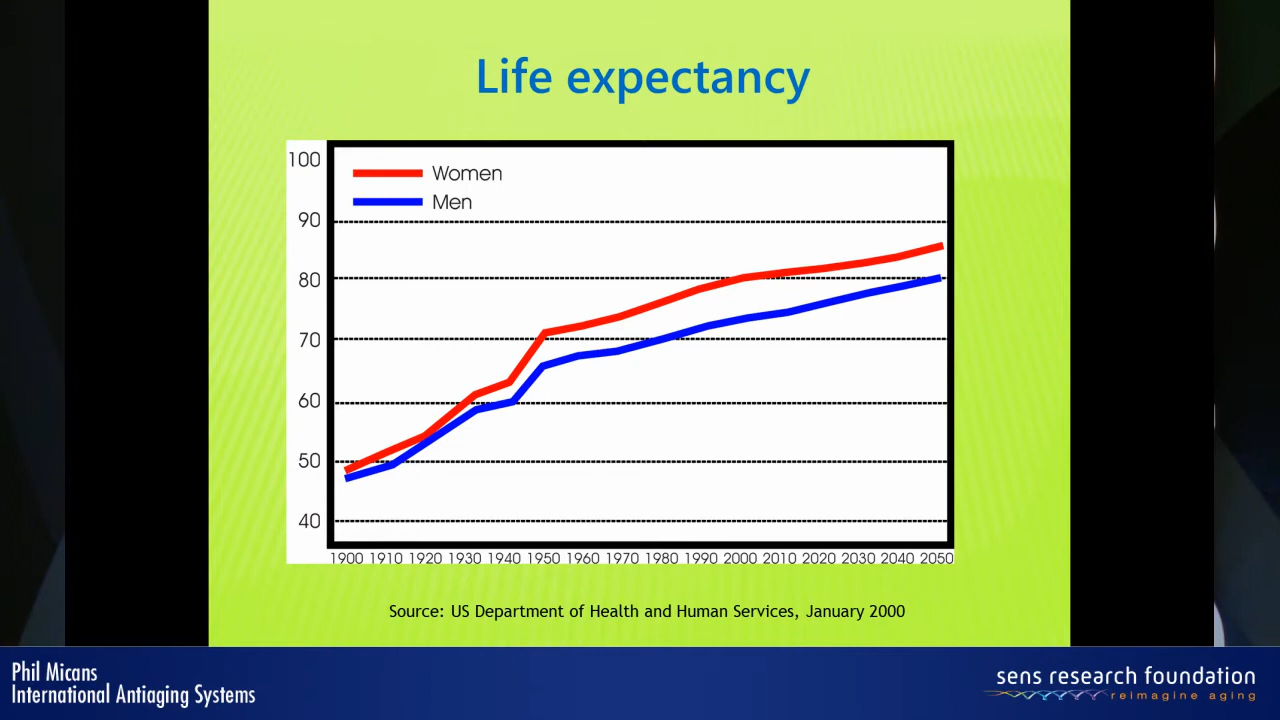 Life expectancy
100
Women
Men
90
80
70
60
50
40
1900 1910 1920 1930 1940 1950 1960 1970 1980 1990 2000 2010 2020 2030 2040 2050
Source: US Department of Health and Human Services, January 2000
Phil Micans
International Antiaging Systems
sens research foundation
reimagine aging